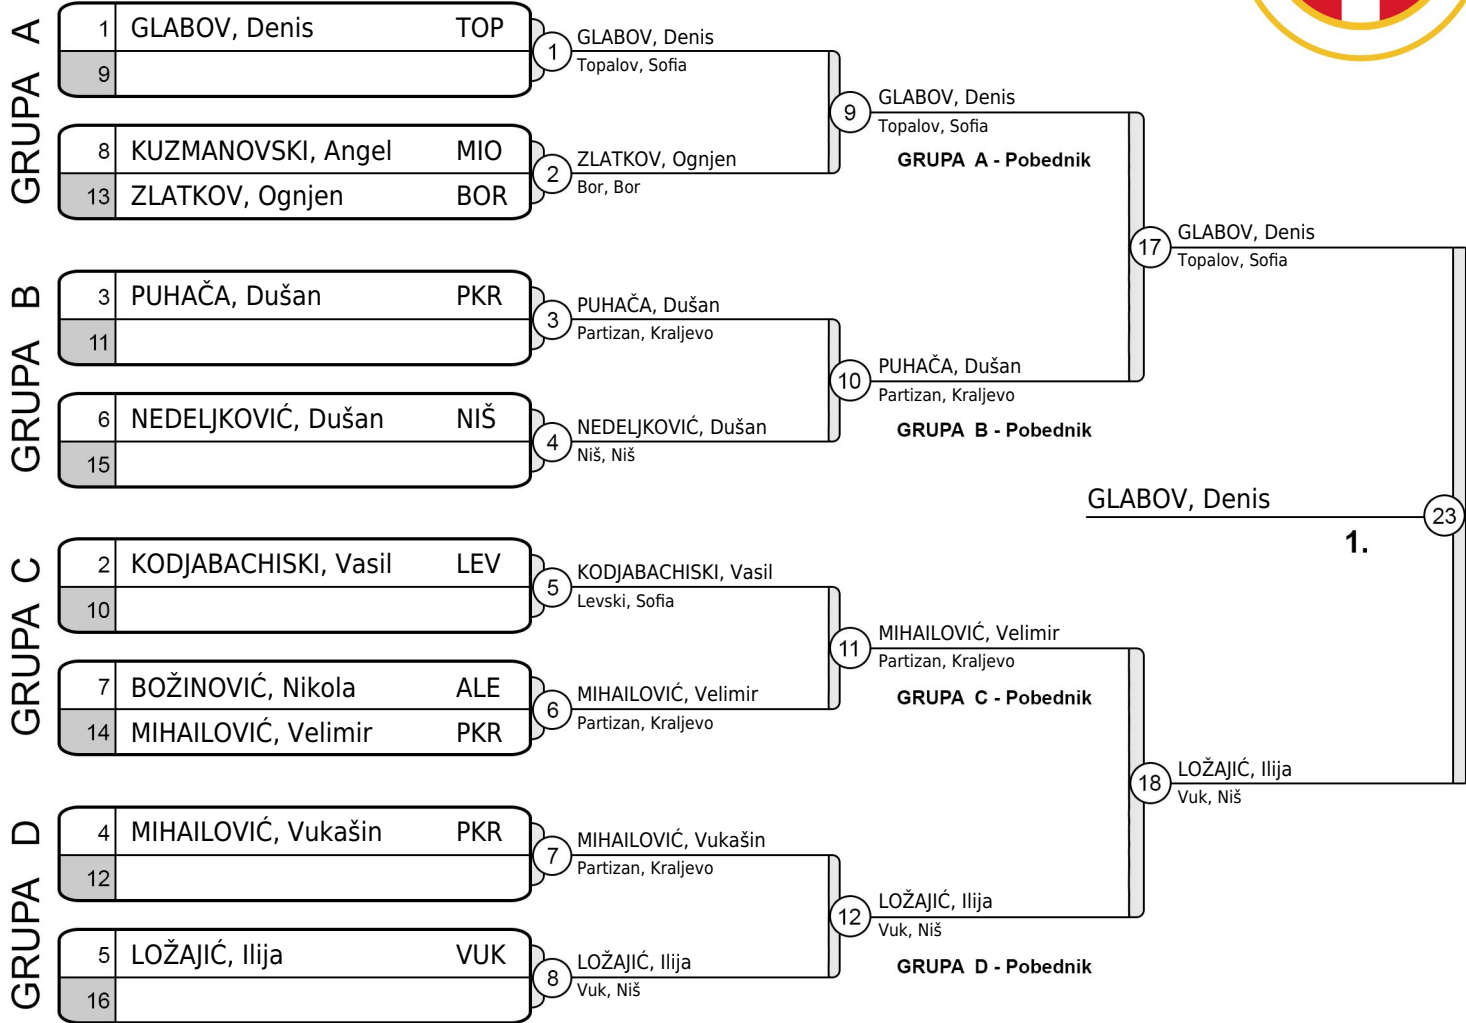 GRUPA A
1 GLABOV, Denis TOP
9
8 KUZMANOVSKI, Angel MIO
13 ZLATKOV, Ognjen BOR
1
GLABOV, Denis
Topalov, Sofia
2
ZLATKOV, Ognjen
Bor, Bor
9
GLABOV, Denis
Topalov, Sofia
GRUPA A - Pobednik
GRUPA B
3 PUHAČA, Dušan PKR
11
6 NEDELJKOVIĆ, Dušan NIŠ
15
3
PUHAČA, Dušan
Partizan, Kraljevo
4
NEDELJKOVIĆ, Dušan
Niš, Niš
10
PUHAČA, Dušan
Partizan, Kraljevo
GRUPA B - Pobednik
17
GLABOV, Denis
Topalov, Sofia
GLABOV, Denis
23
1.
GRUPA C
2 KODJABACHISKI, Vasil LEV
10
7 BOŽINOVIĆ, Nikola ALE
14 MIHAILOVIĆ, Velimir PKR
5
KODJABACHISKI, Vasil
Levski, Sofia
6
MIHAILOVIĆ, Velimir
Partizan, Kraljevo
11
MIHAILOVIĆ, Velimir
Partizan, Kraljevo
GRUPA C - Pobednik
GRUPA D
4 MIHAILOVIĆ, Vukašin PKR
12
5 LOŽAJIĆ, Ilija VUK
16
7
MIHAILOVIĆ, Vukašin
Partizan, Kraljevo
8
LOŽAJIĆ, Ilija
Vuk, Niš
12
LOŽAJIĆ, Ilija
Vuk, Niš
GRUPA D - Pobednik
18
LOŽAJIĆ, Ilija
Vuk, Niš